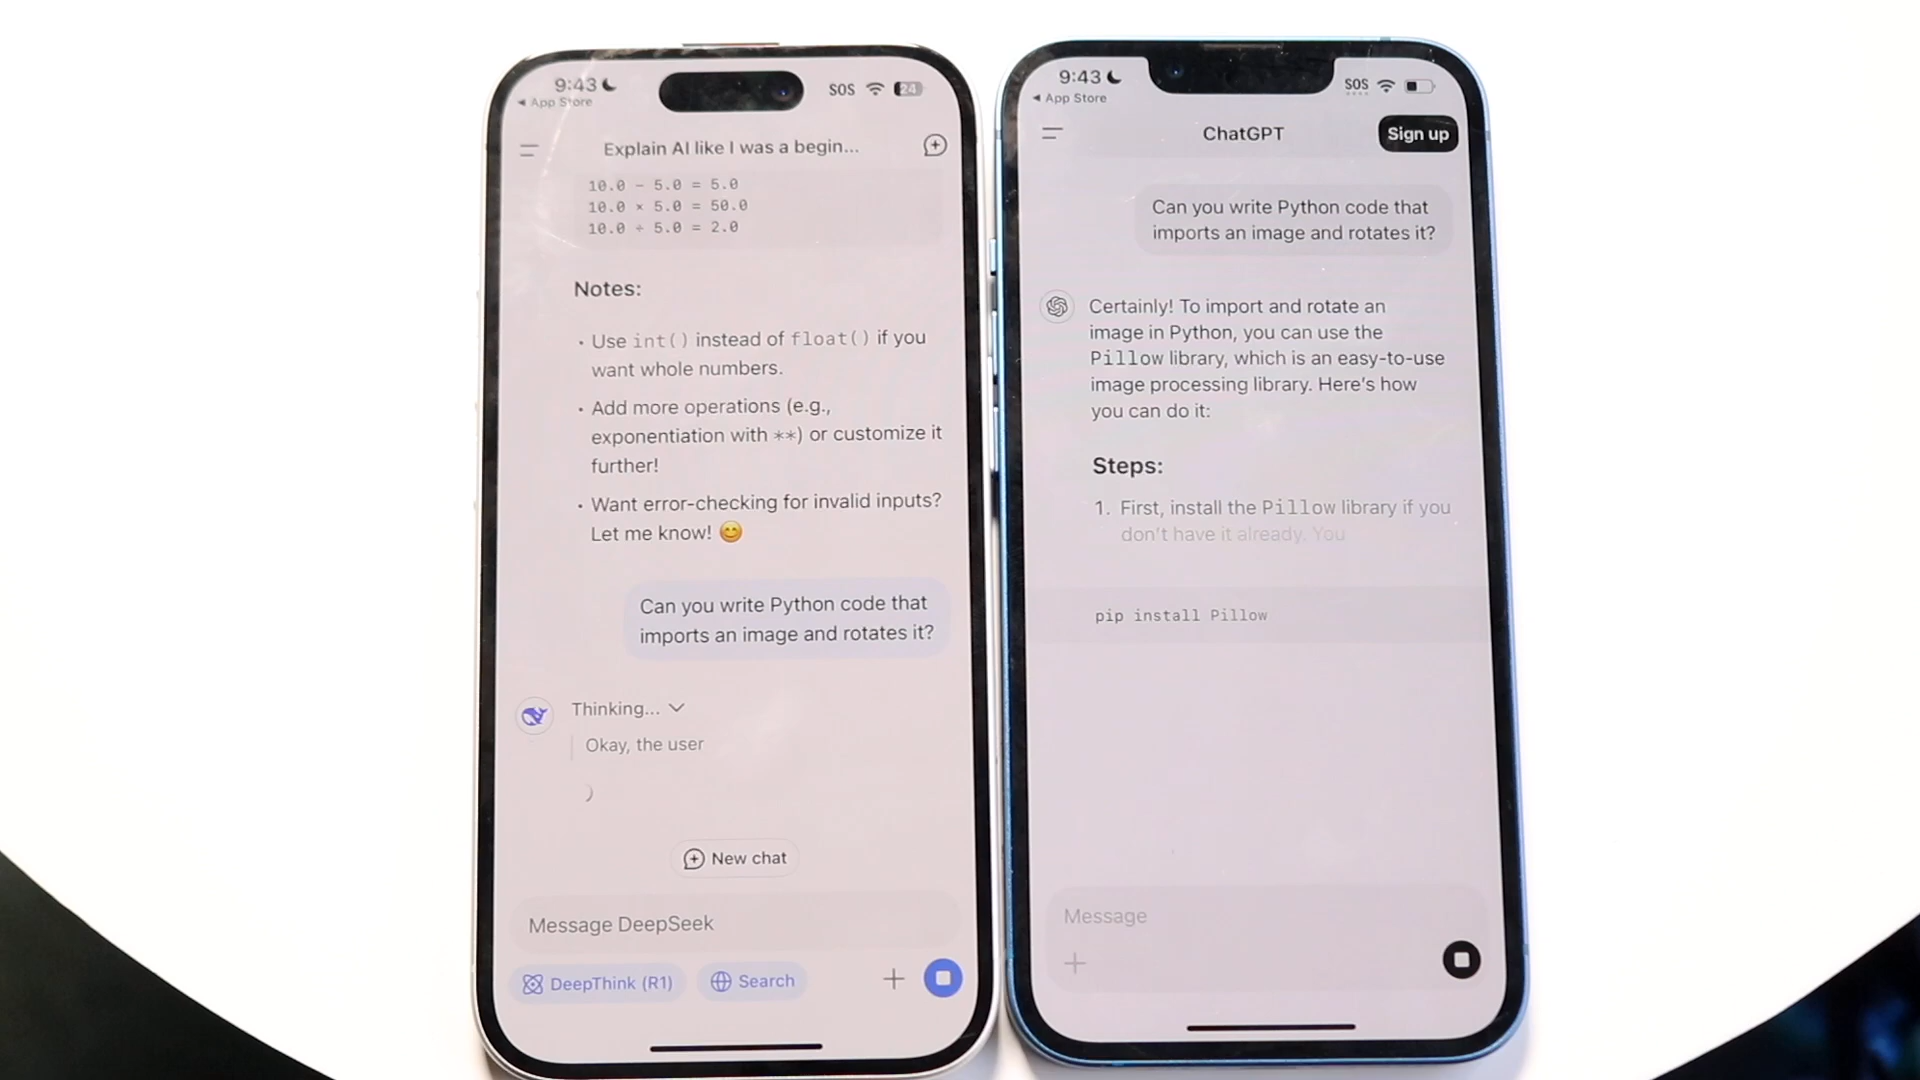 9:43
SOS
24
App Store
Explain AI like I was a begin...
10.0 - 5.0 = 5.0
10.0 × 5.0 = 50.0
10.0 ÷ 5.0 = 2.0
Notes:
• Use int() instead of float() if you
want whole numbers.
• Add more operations (e.g.,
exponentiation with **) or customize it
further!
• Want error-checking for invalid inputs?
Let me know! 😊
Can you write Python code that
imports an image and rotates it?
Thinking...
Okay, the user
New chat
Message DeepSeek
DeepThink (R1)
Search
9:43
SOS
App Store
ChatGPT
Sign up
Can you write Python code that
imports an image and rotates it?
Certainly! To import and rotate an
image in Python, you can use the
Pillow library, which is an easy-to-use
image processing library. Here's how
you can do it:
Steps:
1. First, install the Pillow library if you
don't have it already. You
pip install Pillow
Message